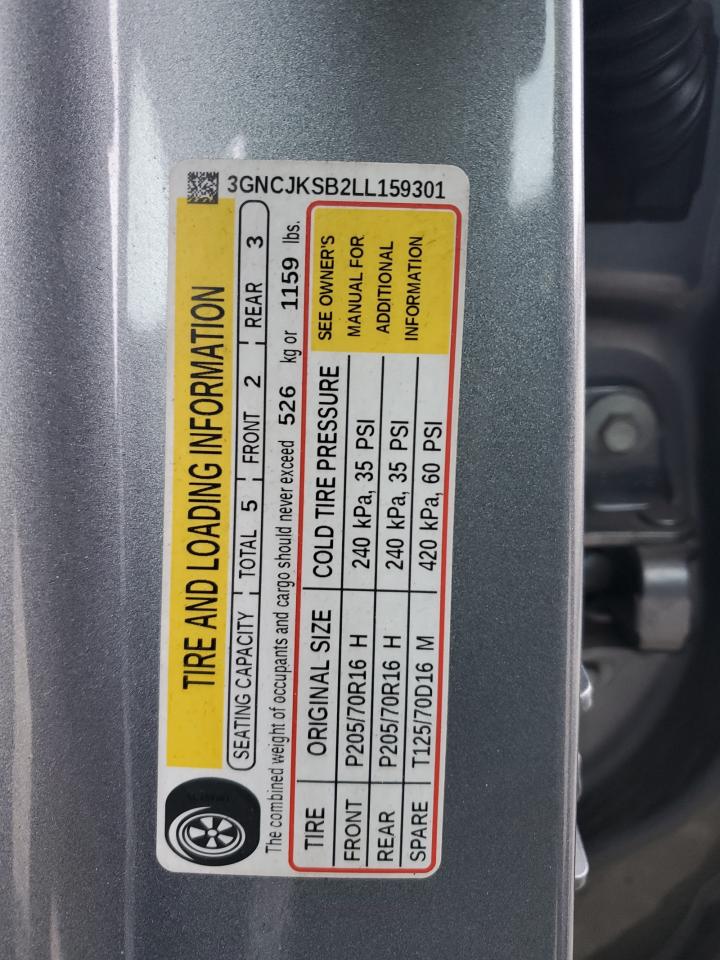 3GNCJKSB2LL159301
TIRE AND LOADING INFORMATION
SEATING CAPACITY TOTAL 5 FRONT 2 REAR 3
The combined weight of occupants and cargo should never exceed 526 kg or 1159 lbs.
TIRE ORIGINAL SIZE COLD TIRE PRESSURE SEE OWNER'S
FRONT P205/70R16 H 240 kPa, 35 PSI MANUAL FOR
REAR P205/70R16 H 240 kPa, 35 PSI ADDITIONAL
SPARE T125/70D16 M 420 kPa, 60 PSI INFORMATION